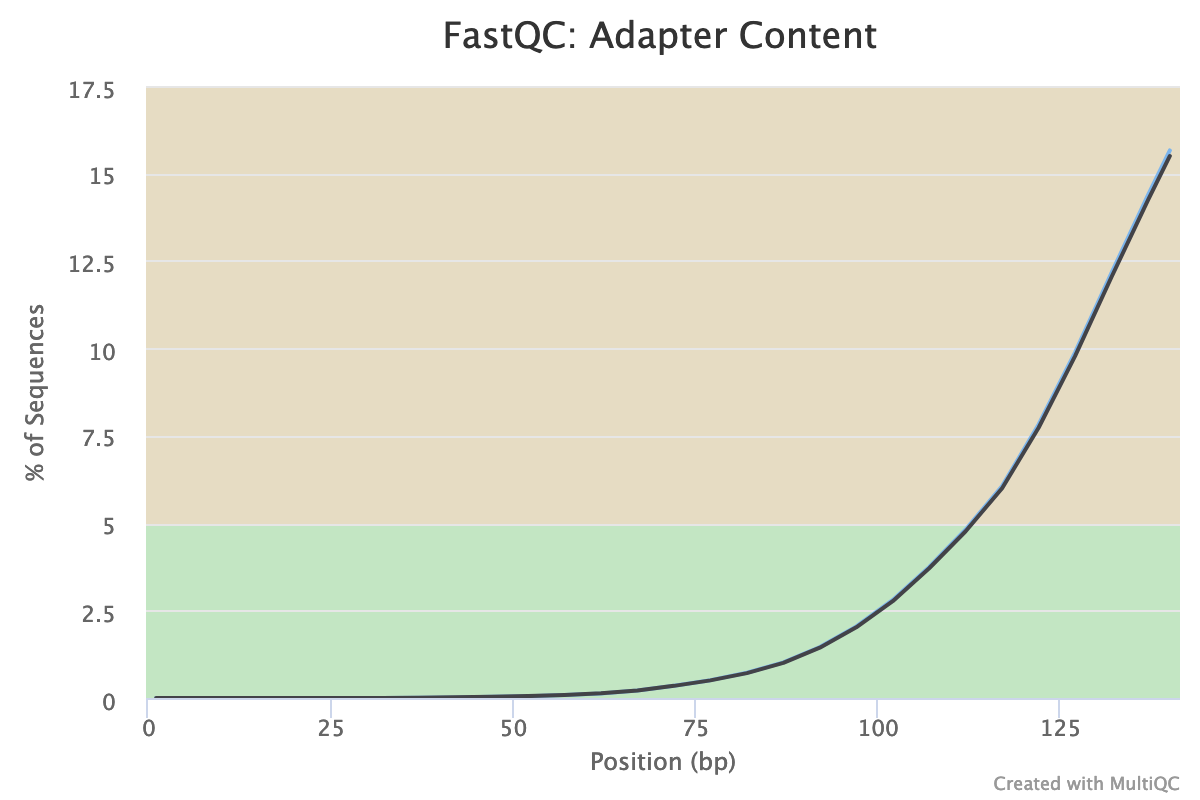 FastQC: Adapter Content
17.5
15
12.5
10
7.5
5
2.5
0
% of Sequences
0 25 50 75 100 125
Position (bp)
Created with MultiQC